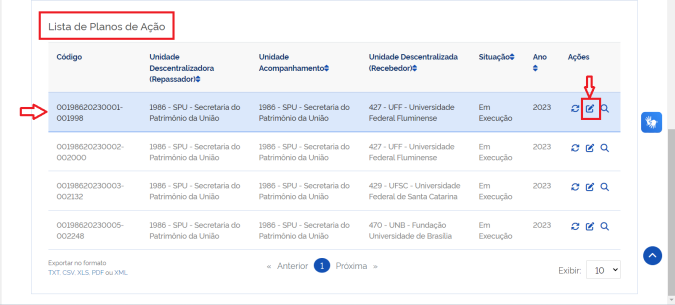 Lista de Planos de Ação
Código Unidade Descentralizadora (Repassador) Unidade Acompanhamento Unidade Descentralizada (Recebedor) Situação Ano Ações
00198620230001-001998 1986 - SPU - Secretaria do Patrimônio da União 1986 - SPU - Secretaria do Patrimônio da União 427 - UFF - Universidade Federal Fluminense Em Execução 2023
00198620230002-002000 1986 - SPU - Secretaria do Patrimônio da União 1986 - SPU - Secretaria do Patrimônio da União 427 - UFF - Universidade Federal Fluminense Em Execução 2023
00198620230003-002132 1986 - SPU - Secretaria do Patrimônio da União 1986 - SPU - Secretaria do Patrimônio da União 429 - UFSC - Universidade Federal de Santa Catarina Em Execução 2023
00198620230005-002248 1986 - SPU - Secretaria do Patrimônio da União 1986 - SPU - Secretaria do Patrimônio da União 470 - UNB - Fundação Universidade de Brasília Em Execução 2023
Exportar no formato
TXT, CSV, XLS, PDF ou XML
« Anterior 1 Próxima »
Exibir: 10